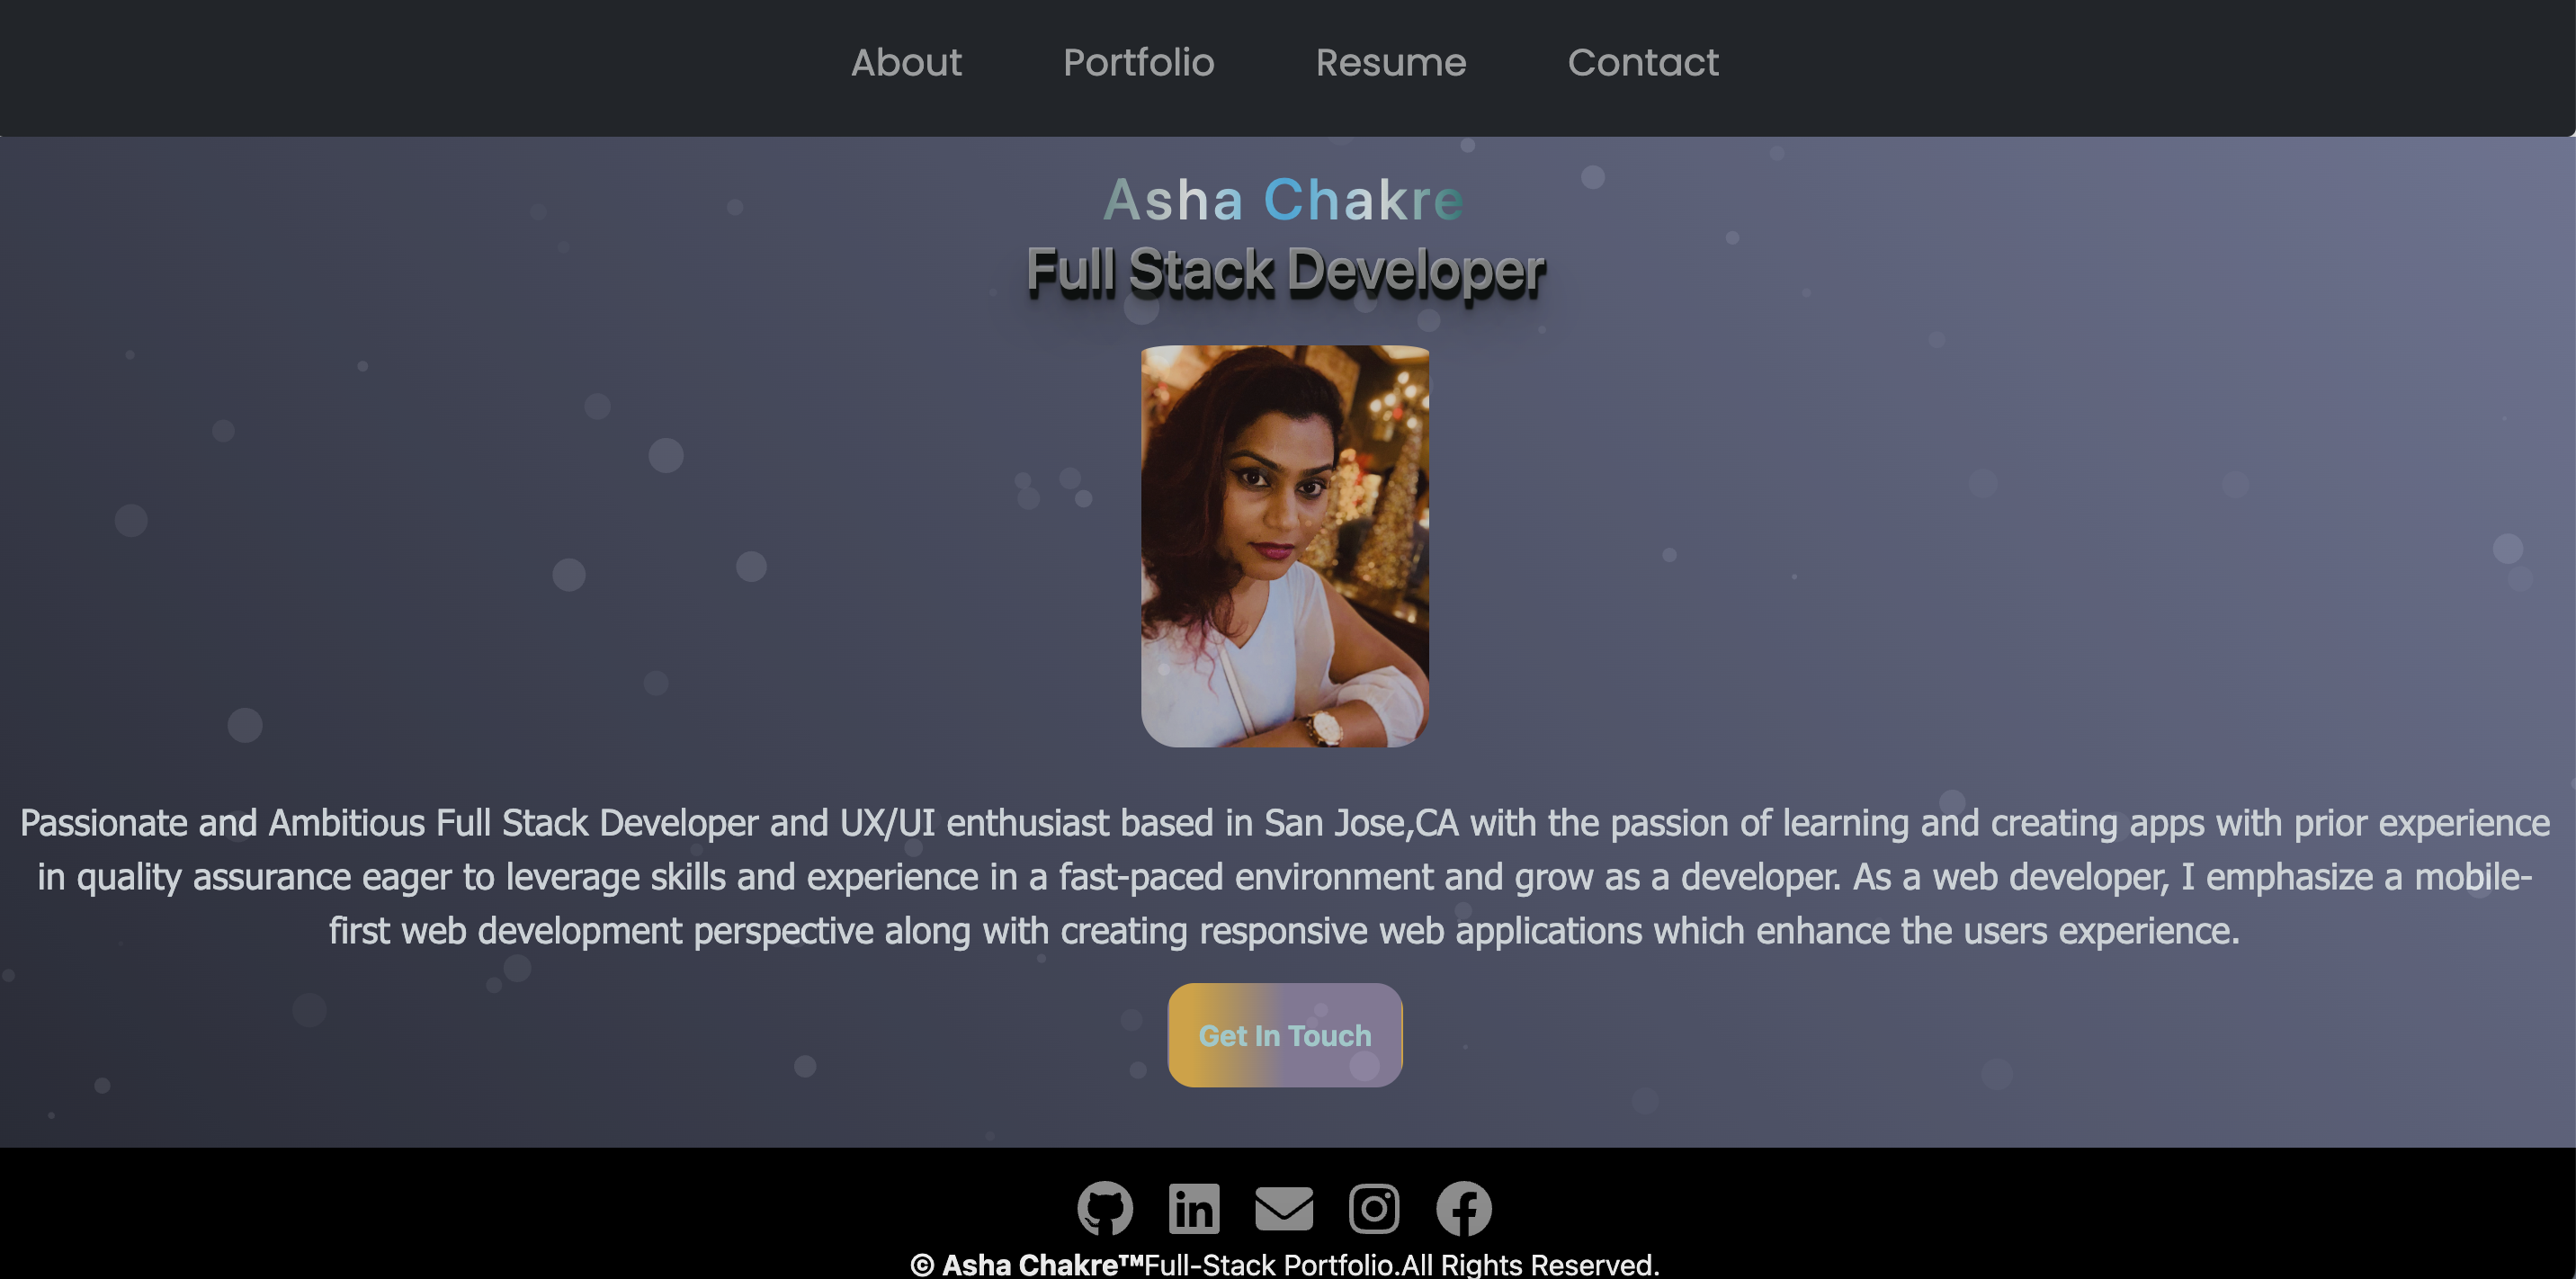 About Portfolio Resume Contact
Asha Chakre
Full Stack Developer
Passionate and Ambitious Full Stack Developer and UX/UI enthusiast based in San Jose,CA with the passion of learning and creating apps with prior experience
in quality assurance eager to leverage skills and experience in a fast-paced environment and grow as a developer. As a web developer, I emphasize a mobile-
first web development perspective along with creating responsive web applications which enhance the users experience.
Get In Touch
in
© Asha Chakre™Full-Stack Portfolio.All Rights Reserved.